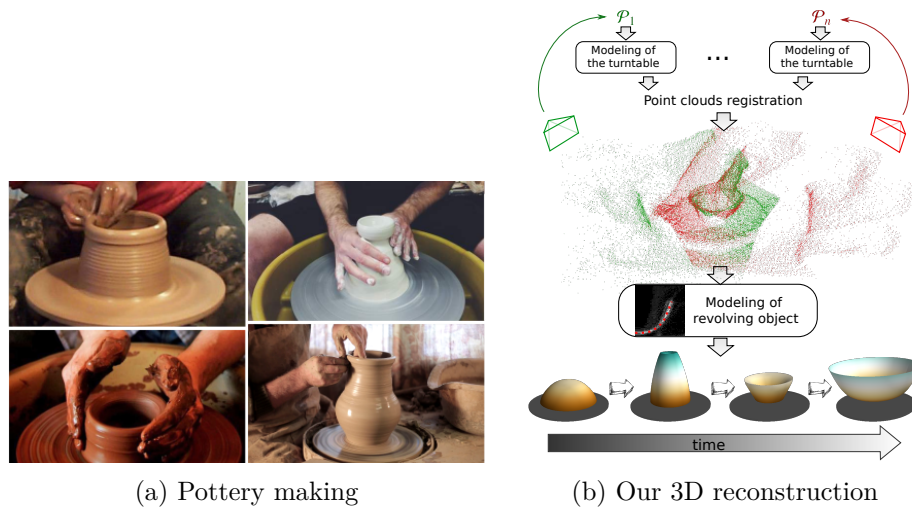 𝒫₁
𝒫ₙ
Modeling of
the turntable
...
Modeling of
the turntable
Point clouds registration
Modeling of
revolving object
time
(a) Pottery making
(b) Our 3D reconstruction